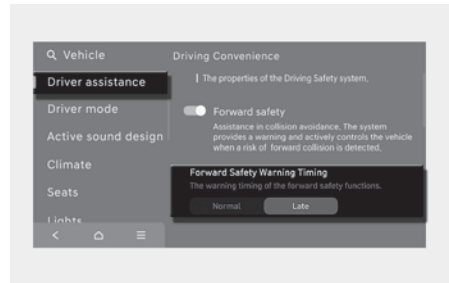 Vehicle
Driver assistance
Driver mode
Active sound design
Climate
Seats
Lights
Driving Convenience
The properties of the Driving Safety system.
Forward safety
Assistance in collision avoidance. The system
provides a warning and actively controls the vehicle
when a risk of forward collision is detected.
Forward Safety Warning Timing
The warning timing of the forward safety functions.
Normal Late